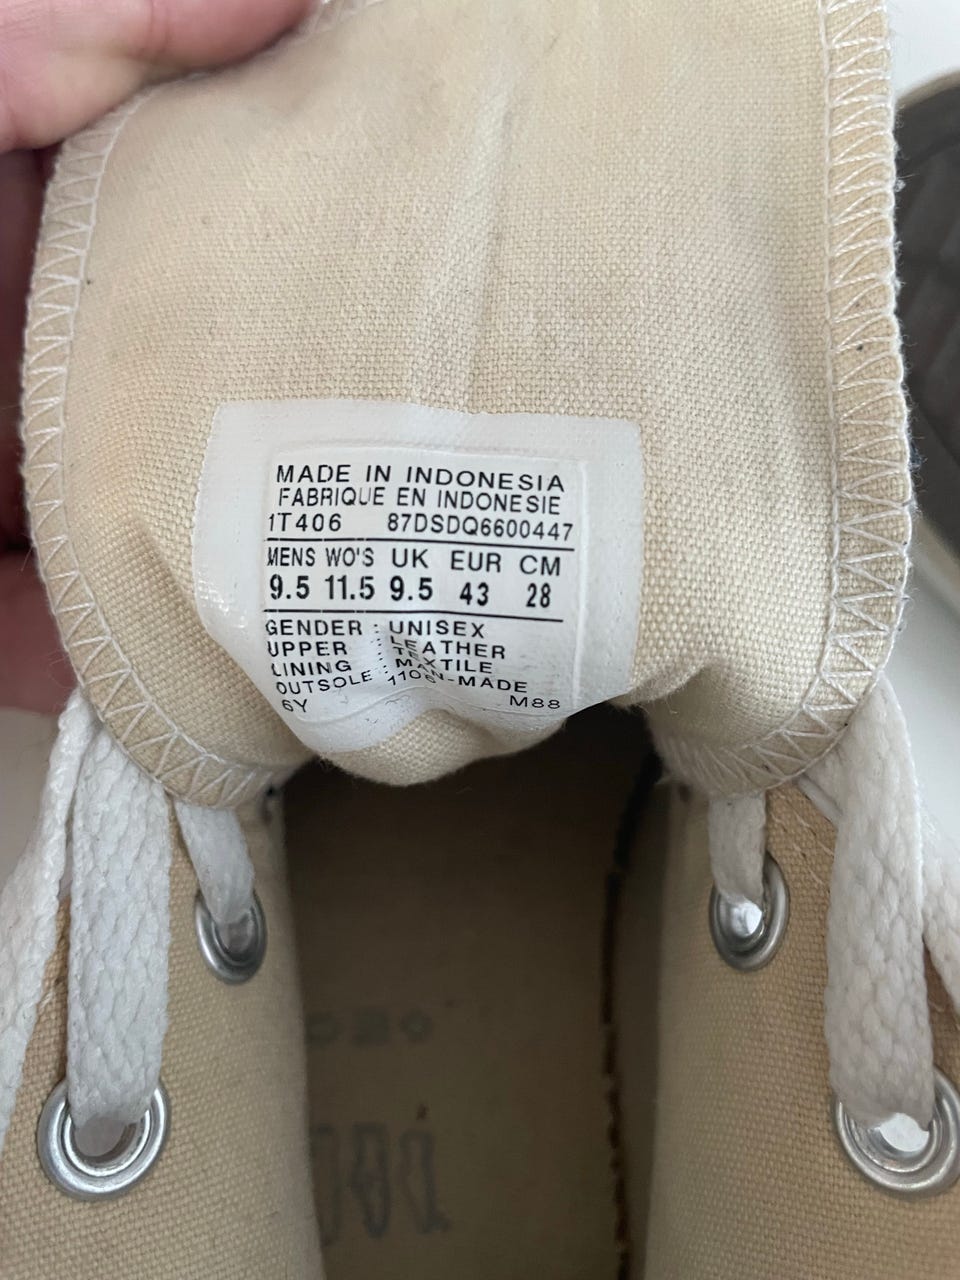 MADE IN INDONESIA
FABRIQUE EN INDONESIE
1T406 87DSDQ6600447
MENS WO'S UK EUR CM
9.5 11.5 9.5 43 28
GENDER : UNISEX
UPPER : LEATHER
LINING : TEXTILE
OUTSOLE : MAN-MADE
6Y 1106 M88